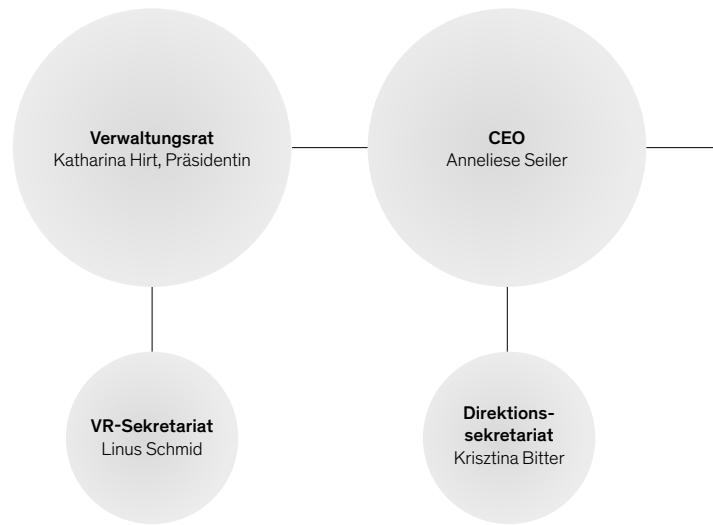 Verwaltungsrat
Katharina Hirt, Präsidentin
CEO
Anneliese Seiler
VR-Sekretariat
Linus Schmid
Direktions-
sekretariat
Krisztina Bitter